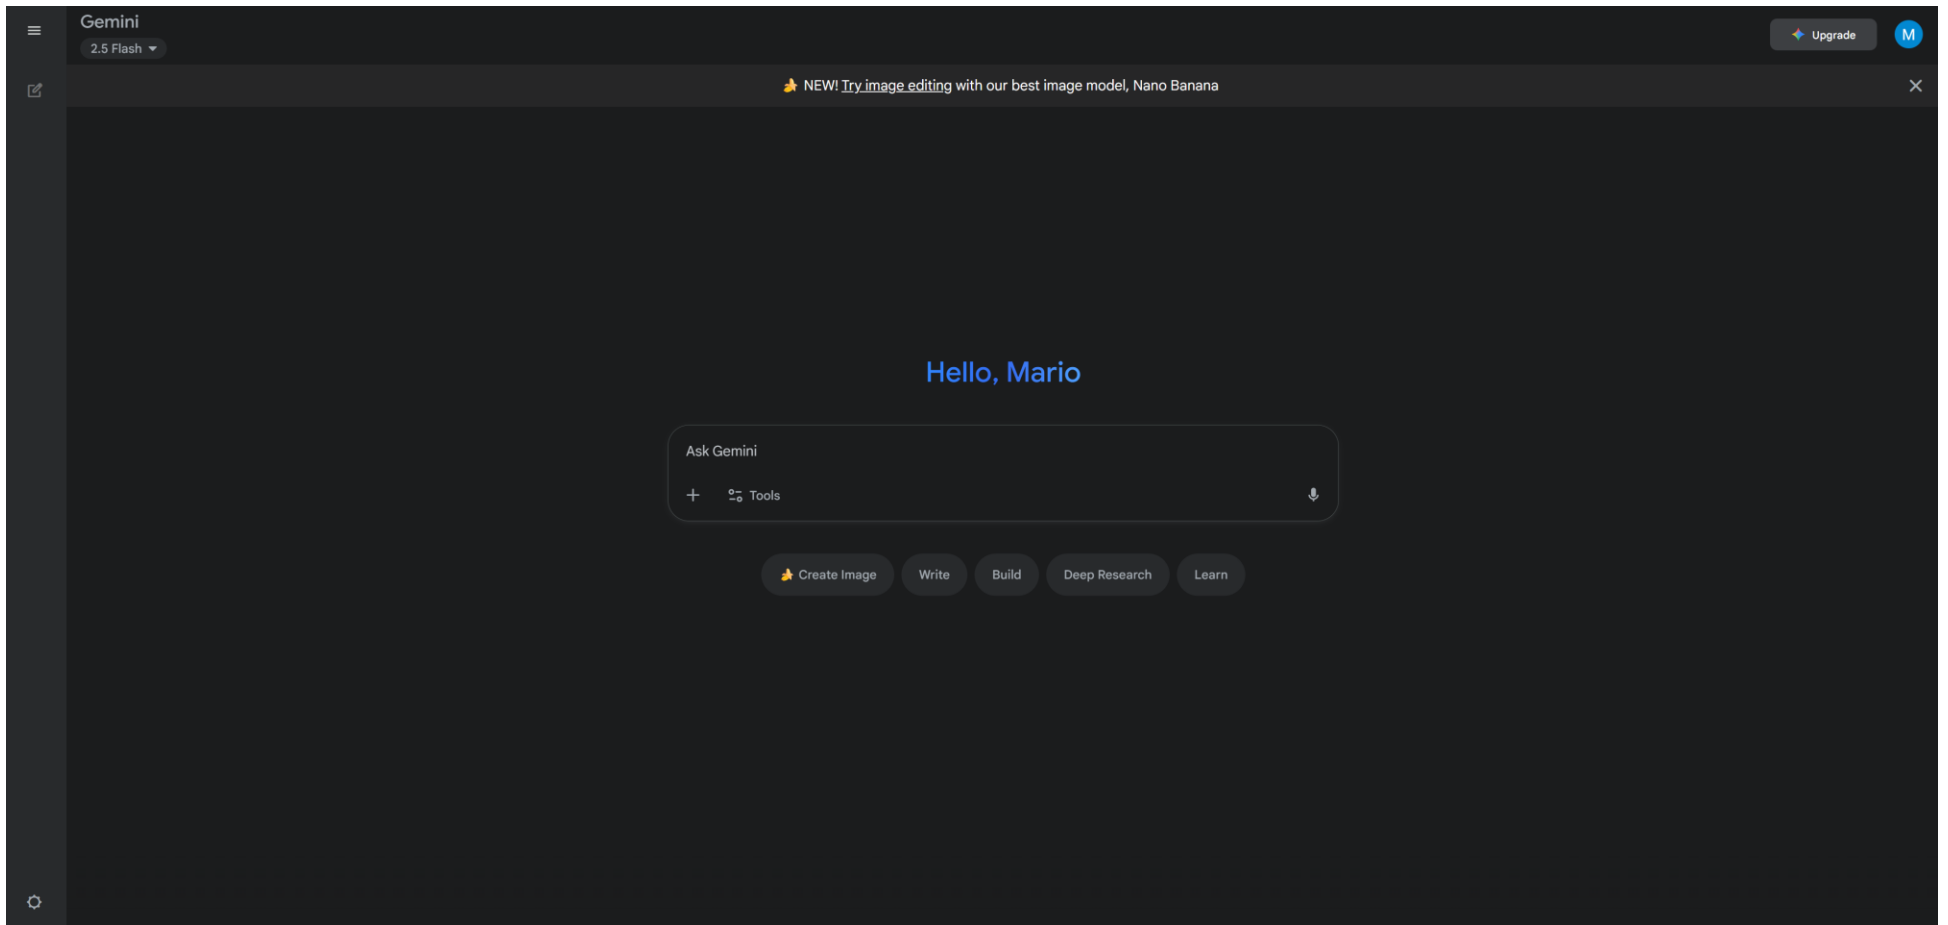 Gemini
2.5 Flash
Upgrade
M
NEW! Try image editing with our best image model, Nano Banana
Hello, Mario
Ask Gemini
Tools
Create Image
Write
Build
Deep Research
Learn